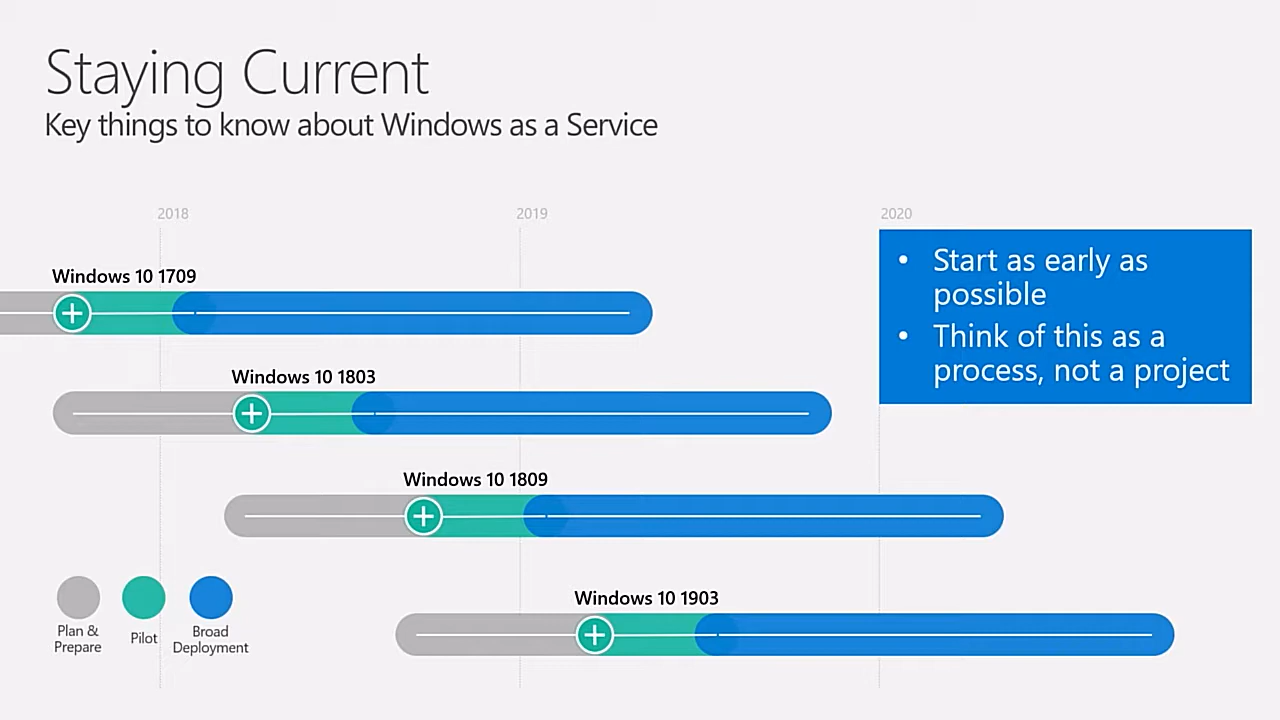 Staying Current
Key things to know about Windows as a Service
2018
2019
2020
• Start as early as
possible
• Think of this as a
process, not a project
Windows 10 1709
Windows 10 1803
Windows 10 1809
Windows 10 1903
Plan &
Prepare
Pilot
Broad
Deployment